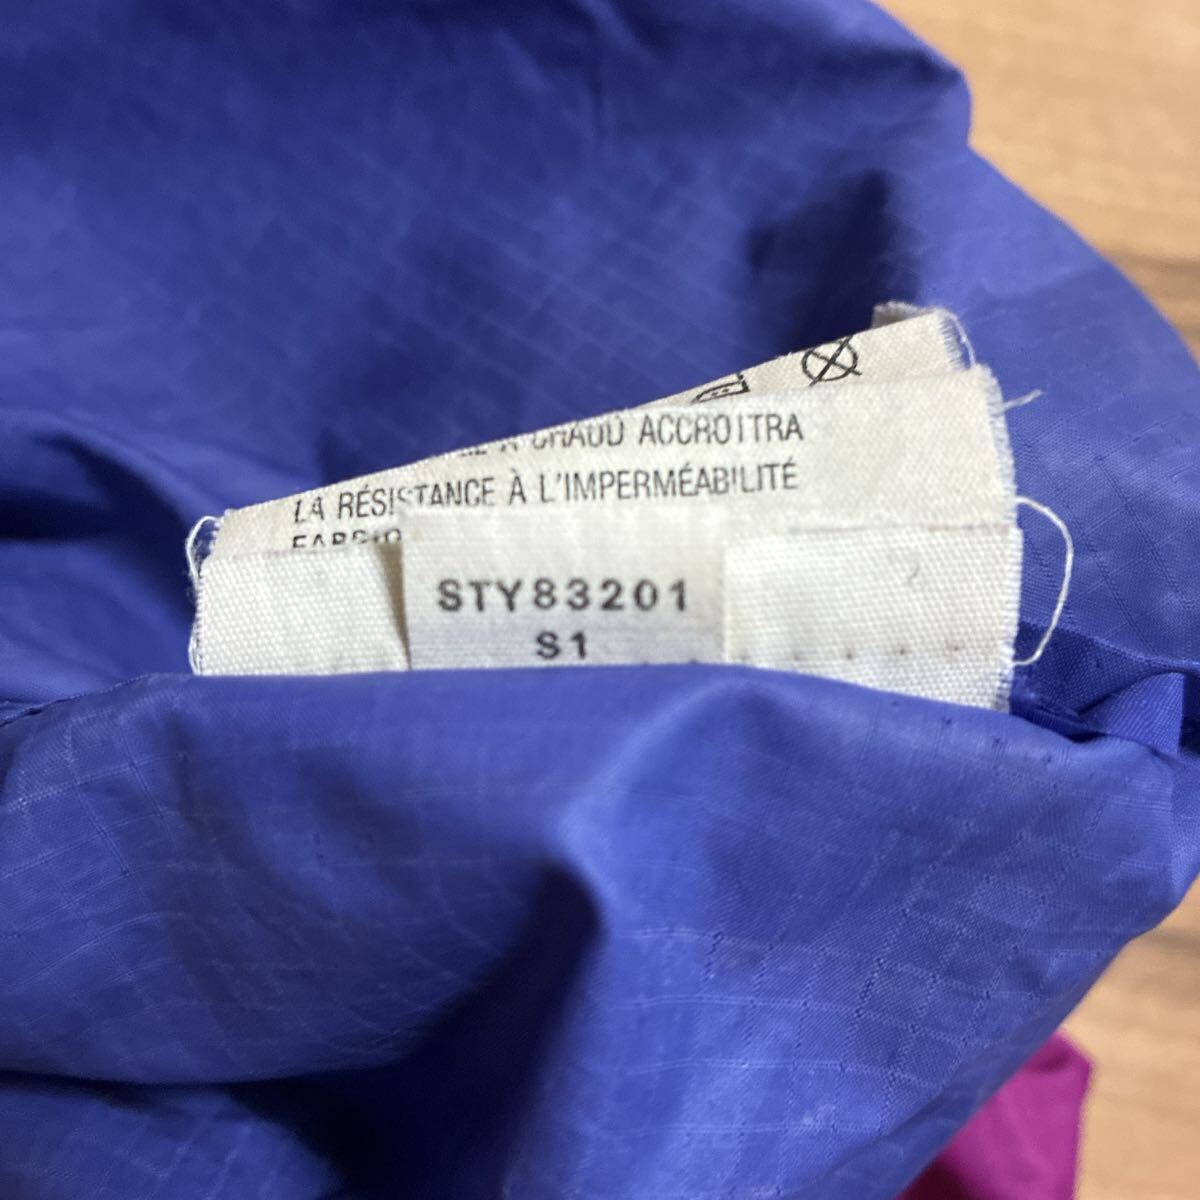 À CHAUD ACCROITRA
LA RÉSISTANCE À L'IMPERMÉABILITÉ
STY83201
S1